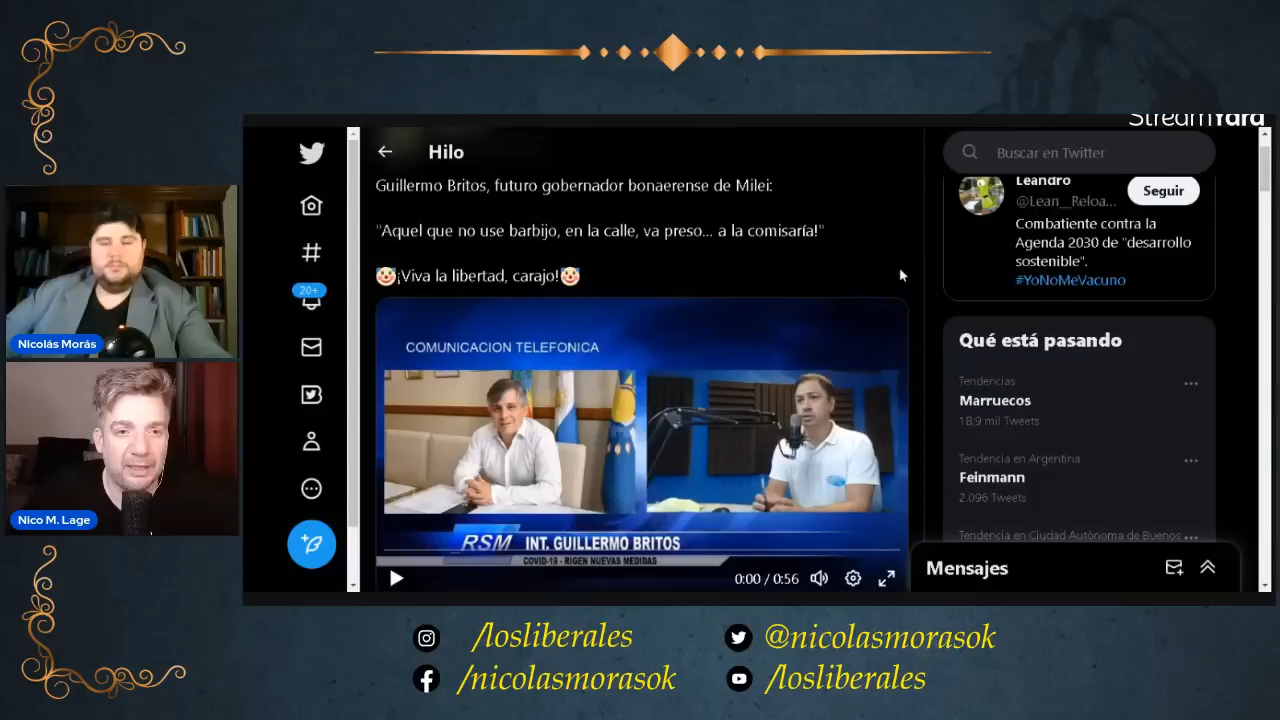 StreamYard
Hilo
Buscar en Twitter
Guillermo Britos, futuro gobernador bonaerense de Milei:
"Aquel que no use barbijo, en la calle, va preso... a la comisaría!"
🤡¡Viva la libertad, carajo!🤡
20+
COMUNICACION TELEFONICA
RSM INT. GUILLERMO BRITOS
COVID-19 - RIGEN NUEVAS MEDIDAS
0:00 / 0:56
Leandro
@Lean__Reloa...
Seguir
Combatiente contra la
Agenda 2030 de "desarrollo
sostenible".
#YoNoMeVacuno
Qué está pasando
Tendencias
Marruecos
18,9 mil Tweets
Tendencia en Argentina
Feinmann
2.096 Tweets
Tendencia en Ciudad Autónoma de Buenos
Mensajes
Nicolás Morás
Nico M. Lage
/losliberales
@nicolasmorasok
/nicolasmorasok
/losliberales